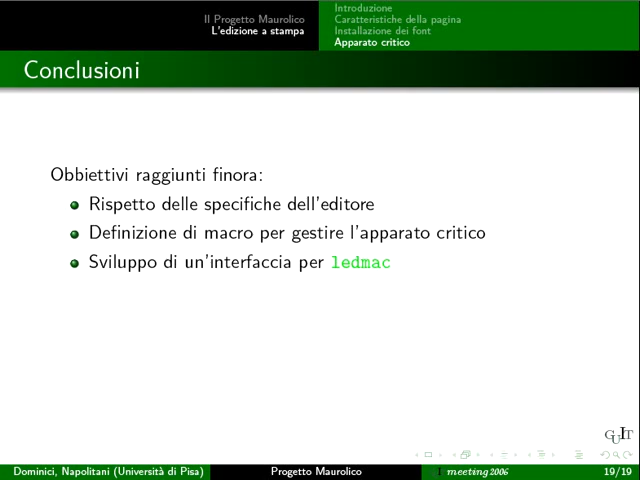 Il Progetto Maurolico
L'edizione a stampa
Introduzione
Caratteristiche della pagina
Installazione dei font
Apparato critico
Conclusioni
Obbiettivi raggiunti finora:
Rispetto delle specifiche dell'editore
Definizione di macro per gestire l'apparato critico
Sviluppo di un'interfaccia per ledmac
GUIT
Dominici, Napolitani (Università di Pisa)
Progetto Maurolico
meeting 2006
19/19